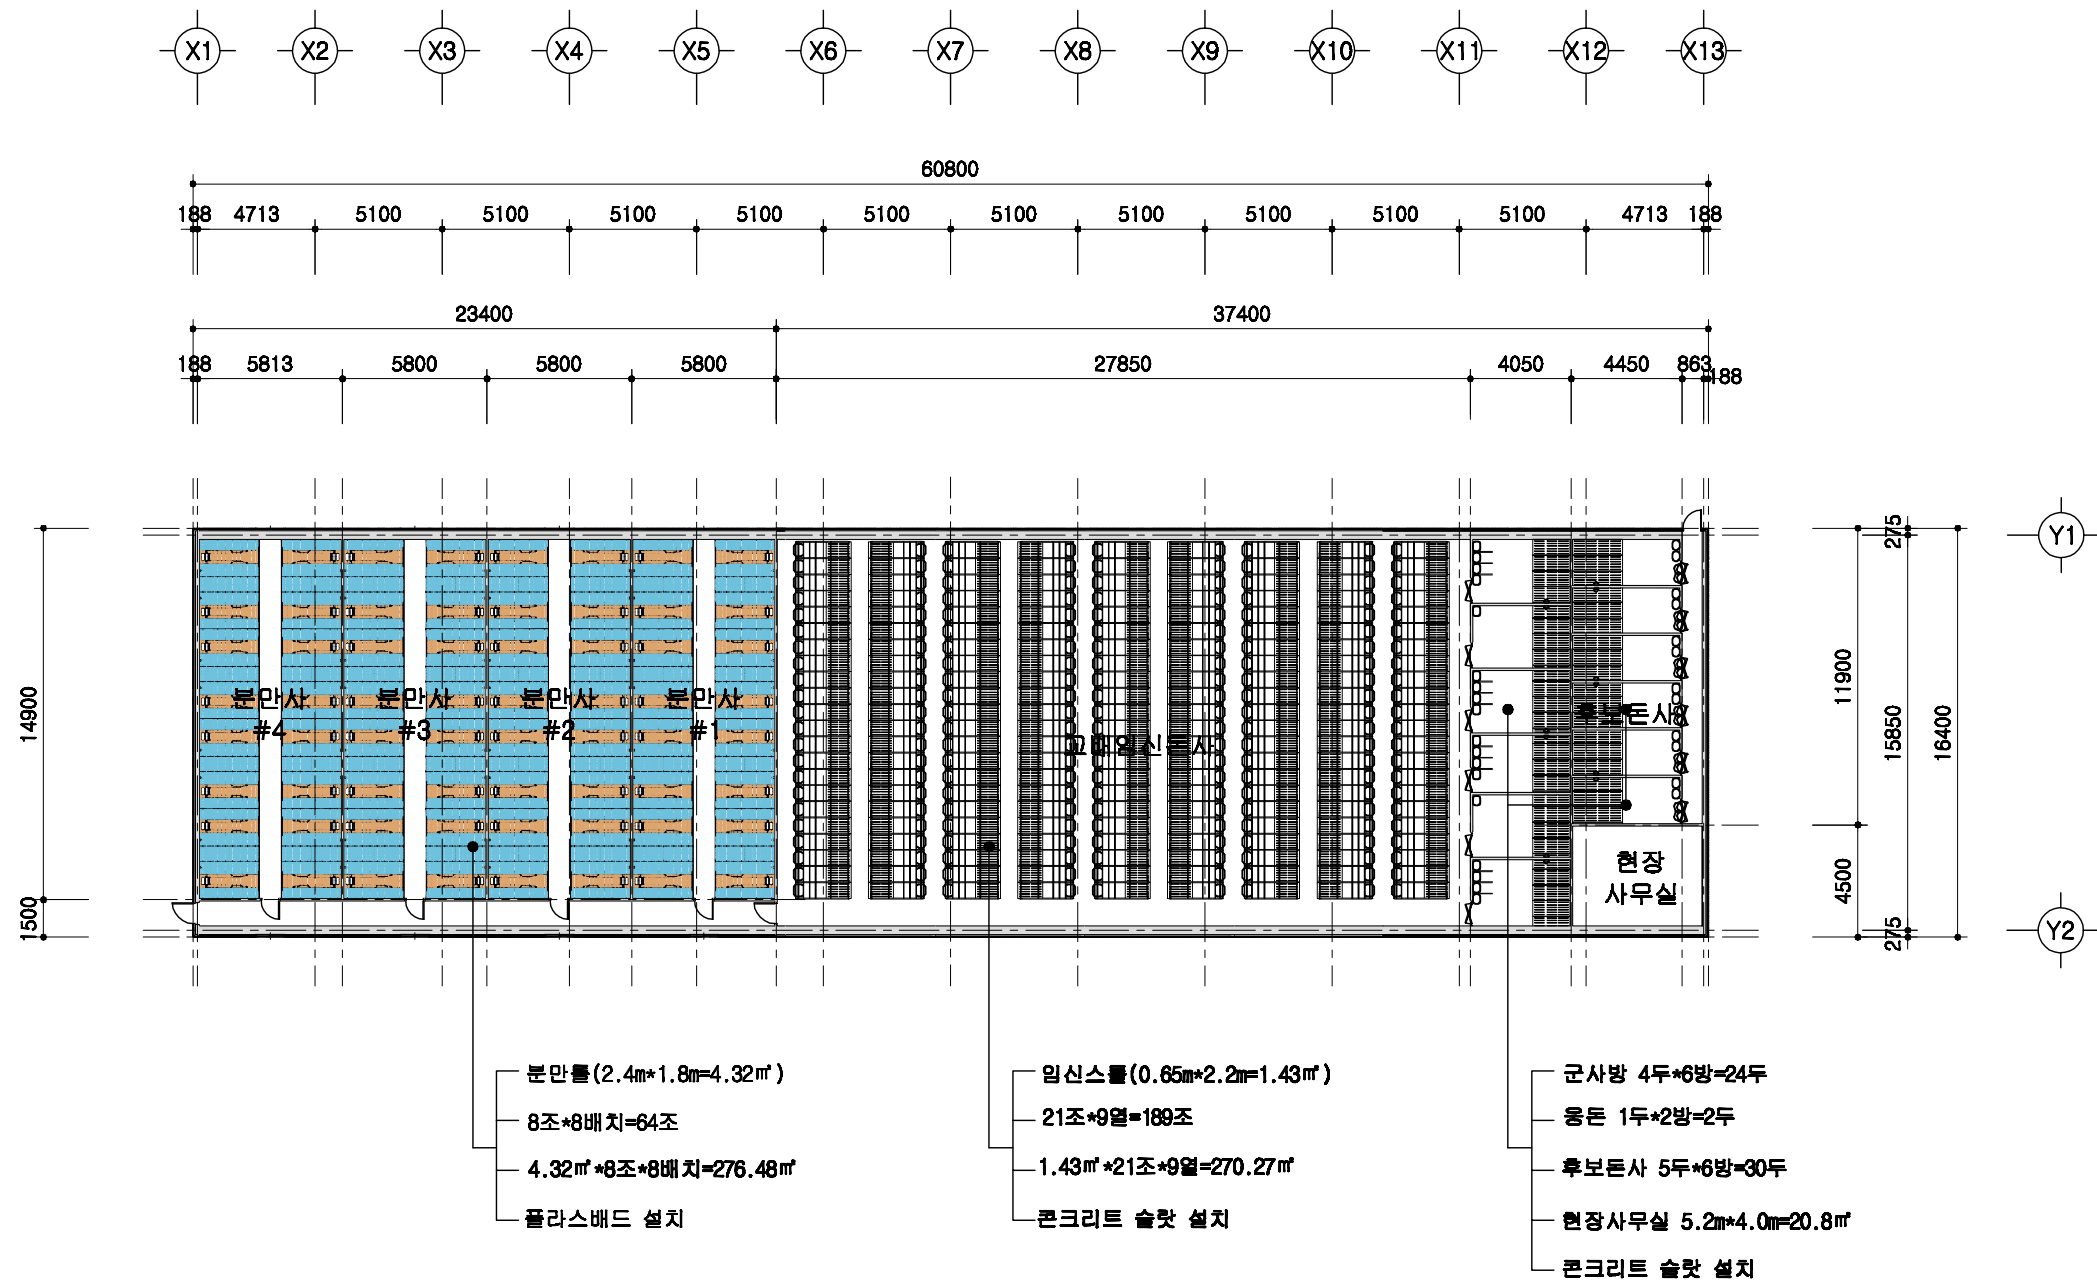 X1 X2 X3 X4 X5 X6 X7 X8 X9 X10 X11 X12 X13
60800
188 4713 5100 5100 5100 5100 5100 5100 5100 5100 5100 5100 4713 188
23400 37400
188 5813 5800 5800 5800 27850 4050 4450 863 188
Y1
275
14900
11900
15850
16400
분만사 #4
분만사 #3
분만사 #2
분만사 #1
교배임신돈사
후보돈사
현장
사무실
4500
1500
275
Y2
분만틀(2.4m*1.8m=4.32㎡)
8조*8배치=64조
4.32㎡*8조*8배치=276.48㎡
플라스배드 설치
임신스톨(0.65m*2.2m=1.43㎡)
21조*9열=189조
1.43㎡*21조*9열=270.27㎡
콘크리트 슬랏 설치
군사방 4두*6방=24두
웅돈 1두*2방=2두
후보돈사 5두*6방=30두
현장사무실 5.2m*4.0m=20.8㎡
콘크리트 슬랏 설치